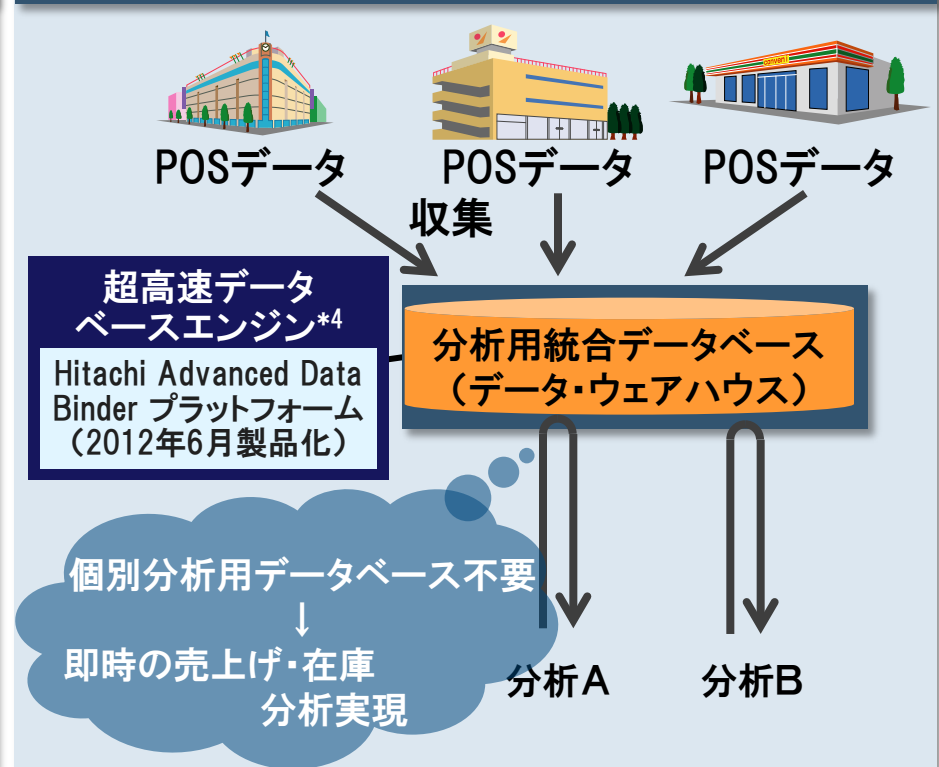 POSデータ
POSデータ
POSデータ
収集
超高速データ
ベースエンジン*4
Hitachi Advanced Data
Binder プラットフォーム
（2012年6月製品化）
分析用統合データベース
（データ・ウェアハウス）
個別分析用データベース不要
↓
即時の売上げ・在庫
分析実現
分析A
分析B